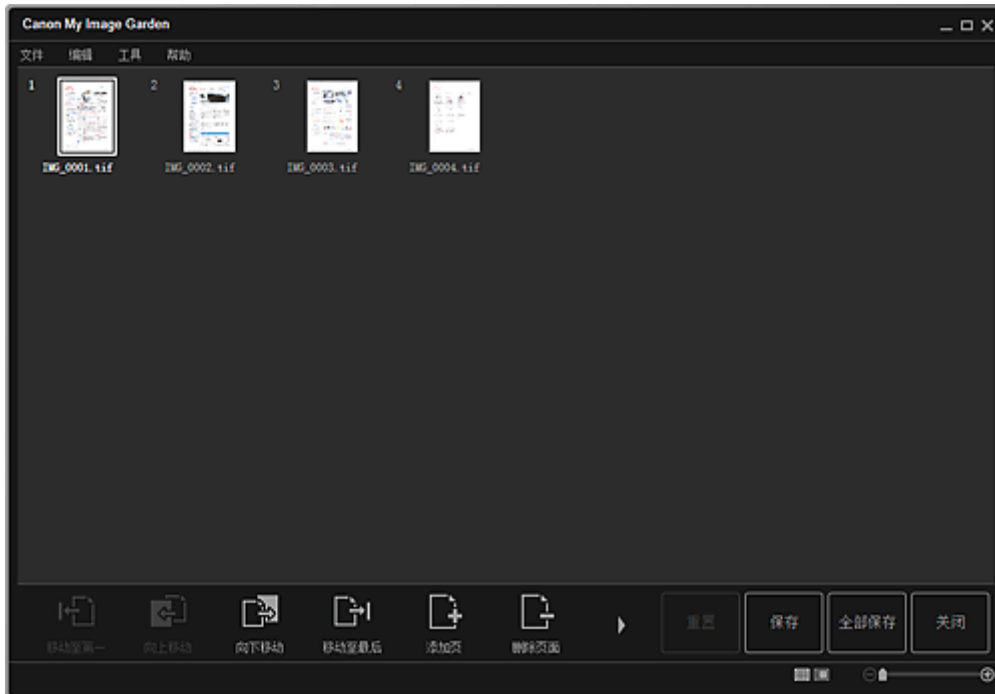 Canon My Image Garden
文件 编辑 工具 帮助
1 2 3 4
IMG_0001.tif IMG_0002.tif IMG_0003.tif IMG_0004.tif
移动至第一 向上移动 向下移动 移动至最后 添加页 删除页面 重置 保存 全部保存 关闭